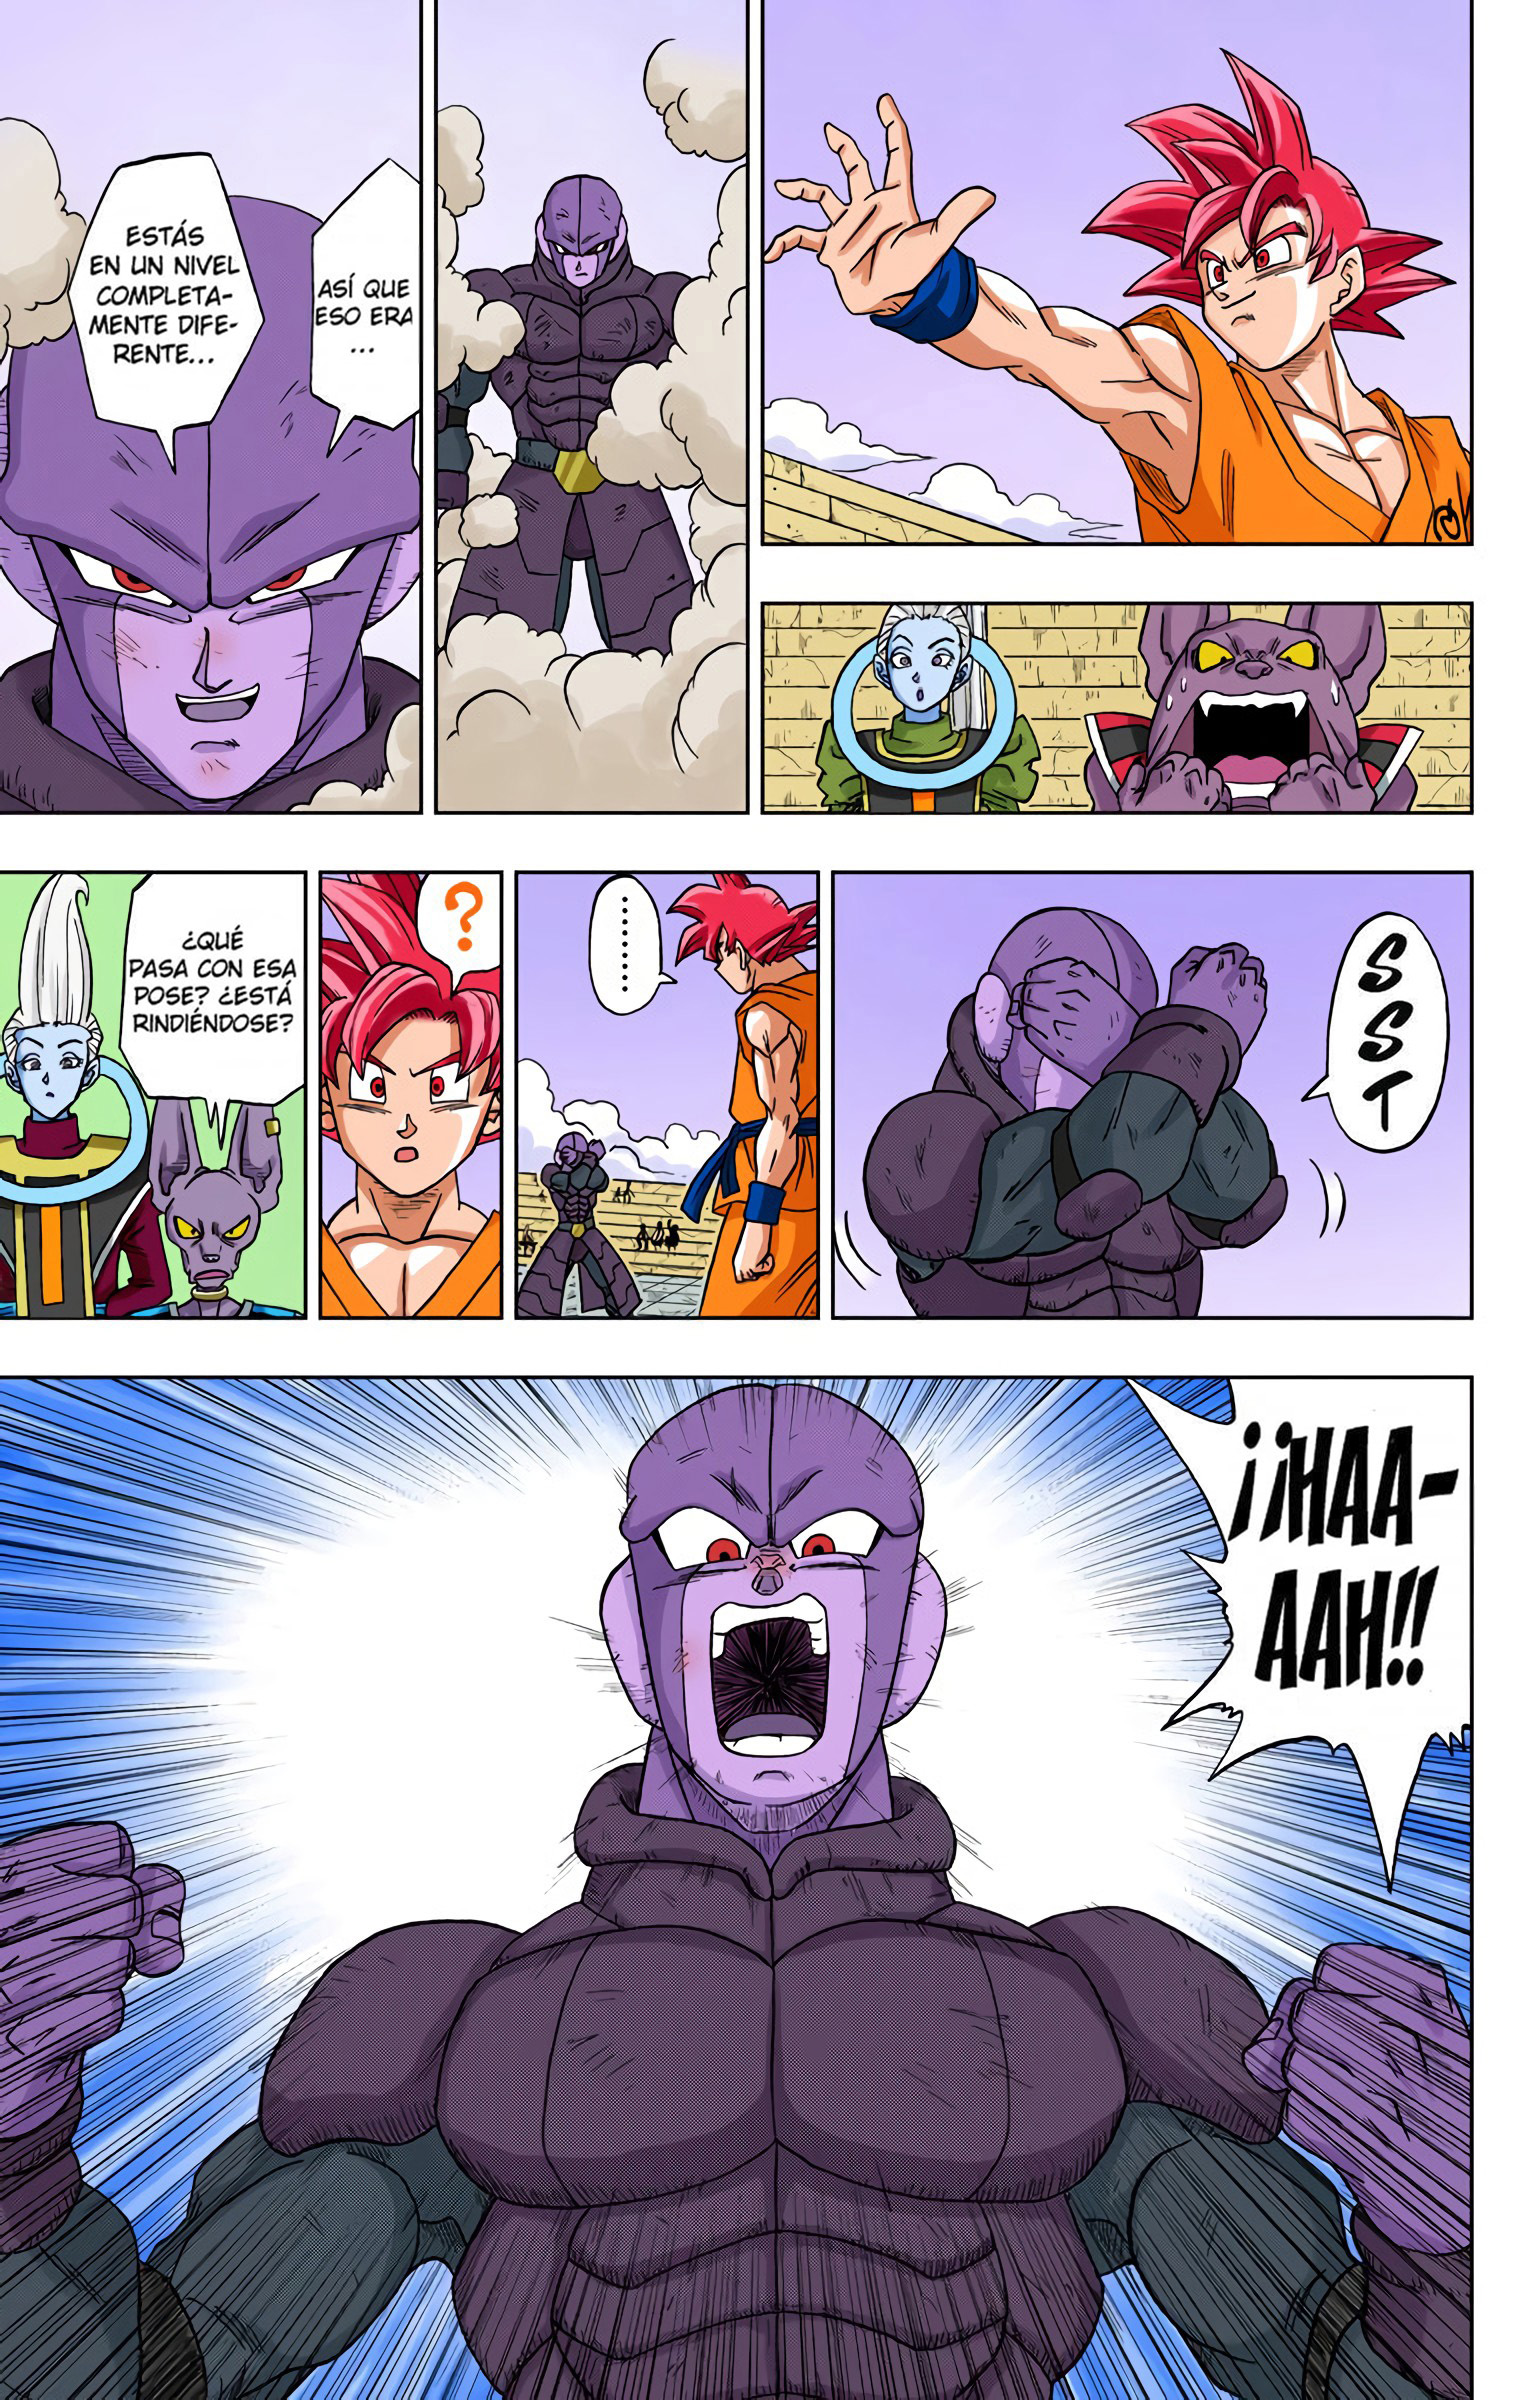 ASÍ QUE
ESO ERA
...
ESTÁS
EN UN NIVEL
COMPLETA-
MENTE DIFE-
RENTE...
SST
.........
?
¿QUÉ
PASA CON ESA
POSE? ¿ESTÁ
RINDIÉNDOSE?
¡¡HAA-
AAH!!